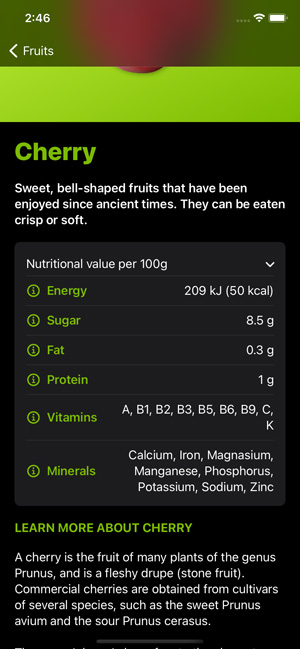 2:46
Fruits
Cherry
Sweet, bell-shaped fruits that have been
enjoyed since ancient times. They can be eaten
crisp or soft.
Nutritional value per 100g
Energy 209 kJ (50 kcal)
Sugar 8.5 g
Fat 0.3 g
Protein 1 g
Vitamins A, B1, B2, B3, B5, B6, B9, C,
K
Calcium, Iron, Magnasium,
Minerals Manganese, Phosphorus,
Potassium, Sodium, Zinc
LEARN MORE ABOUT CHERRY
A cherry is the fruit of many plants of the genus
Prunus, and is a fleshy drupe (stone fruit).
Commercial cherries are obtained from cultivars
of several species, such as the sweet Prunus
avium and the sour Prunus cerasus.